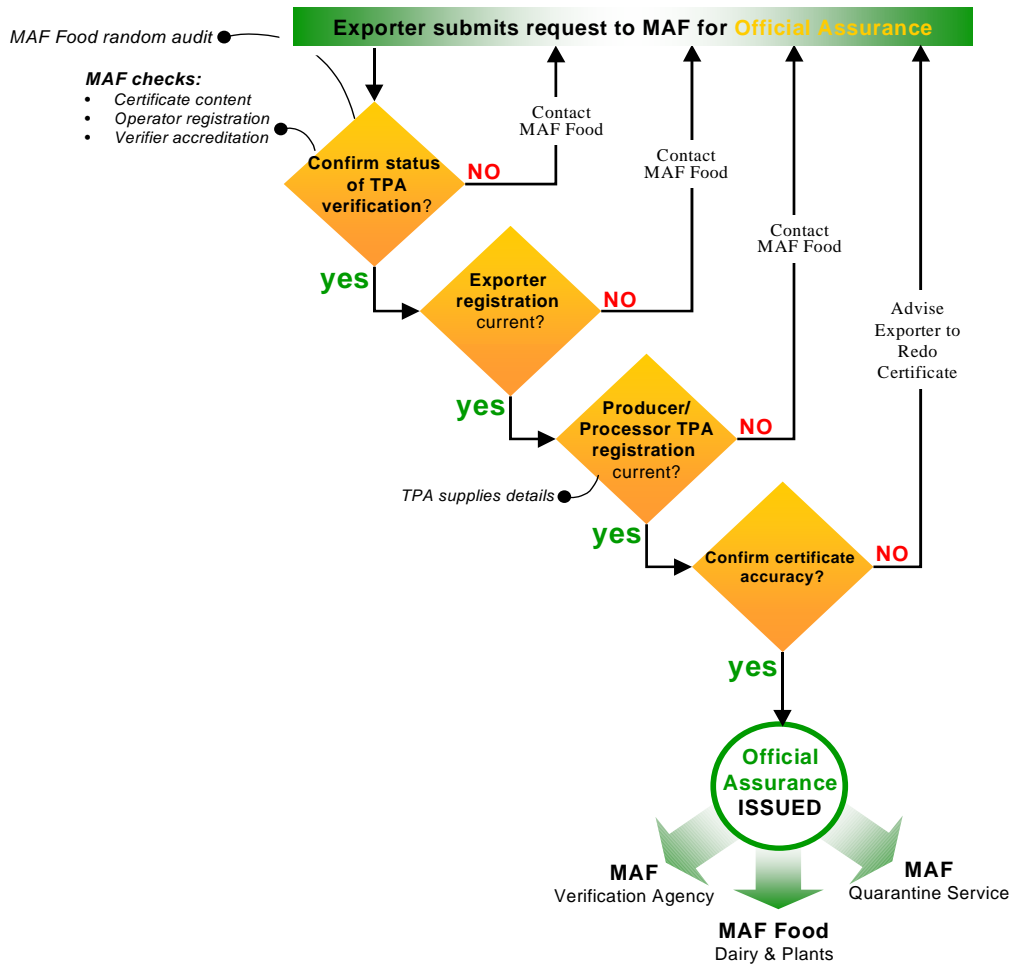 Exporter submits request to MAF for Official Assurance
MAF Food random audit
MAF checks:
• Certificate content
• Operator registration
• Verifier accreditation
Contact
MAF Food
Confirm status
of TPA
verification?
NO
yes
Contact
MAF Food
Exporter
registration
current?
NO
yes
Contact
MAF Food
Producer/
Processor TPA
registration
current?
NO
TPA supplies details
yes
Advise
Exporter to
Redo
Certificate
Confirm certificate
accuracy?
NO
yes
Official
Assurance
ISSUED
MAF
Verification Agency
MAF Food
Dairy & Plants
MAF
Quarantine Service